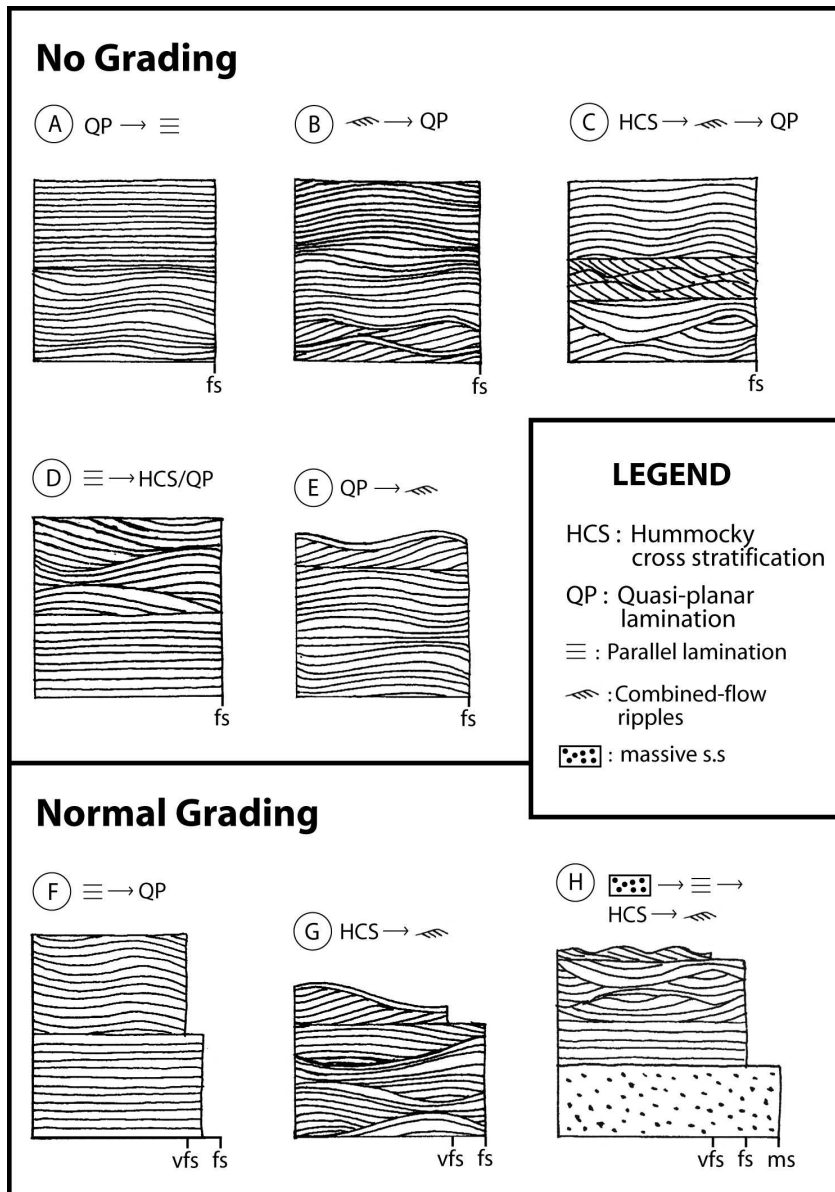 No Grading
A QP → ☰
B → QP
C HCS → → QP
fs
fs
fs
D ☰ → HCS/QP
E QP →
fs
fs
LEGEND
HCS : Hummocky
cross stratification
QP : Quasi-planar
lamination
☰ : Parallel lamination
:Combined-flow
ripples
: massive s.s
Normal Grading
F ☰ → QP
G HCS →
H → ☰ →
HCS →
vfs fs
vfs fs
vfs fs ms